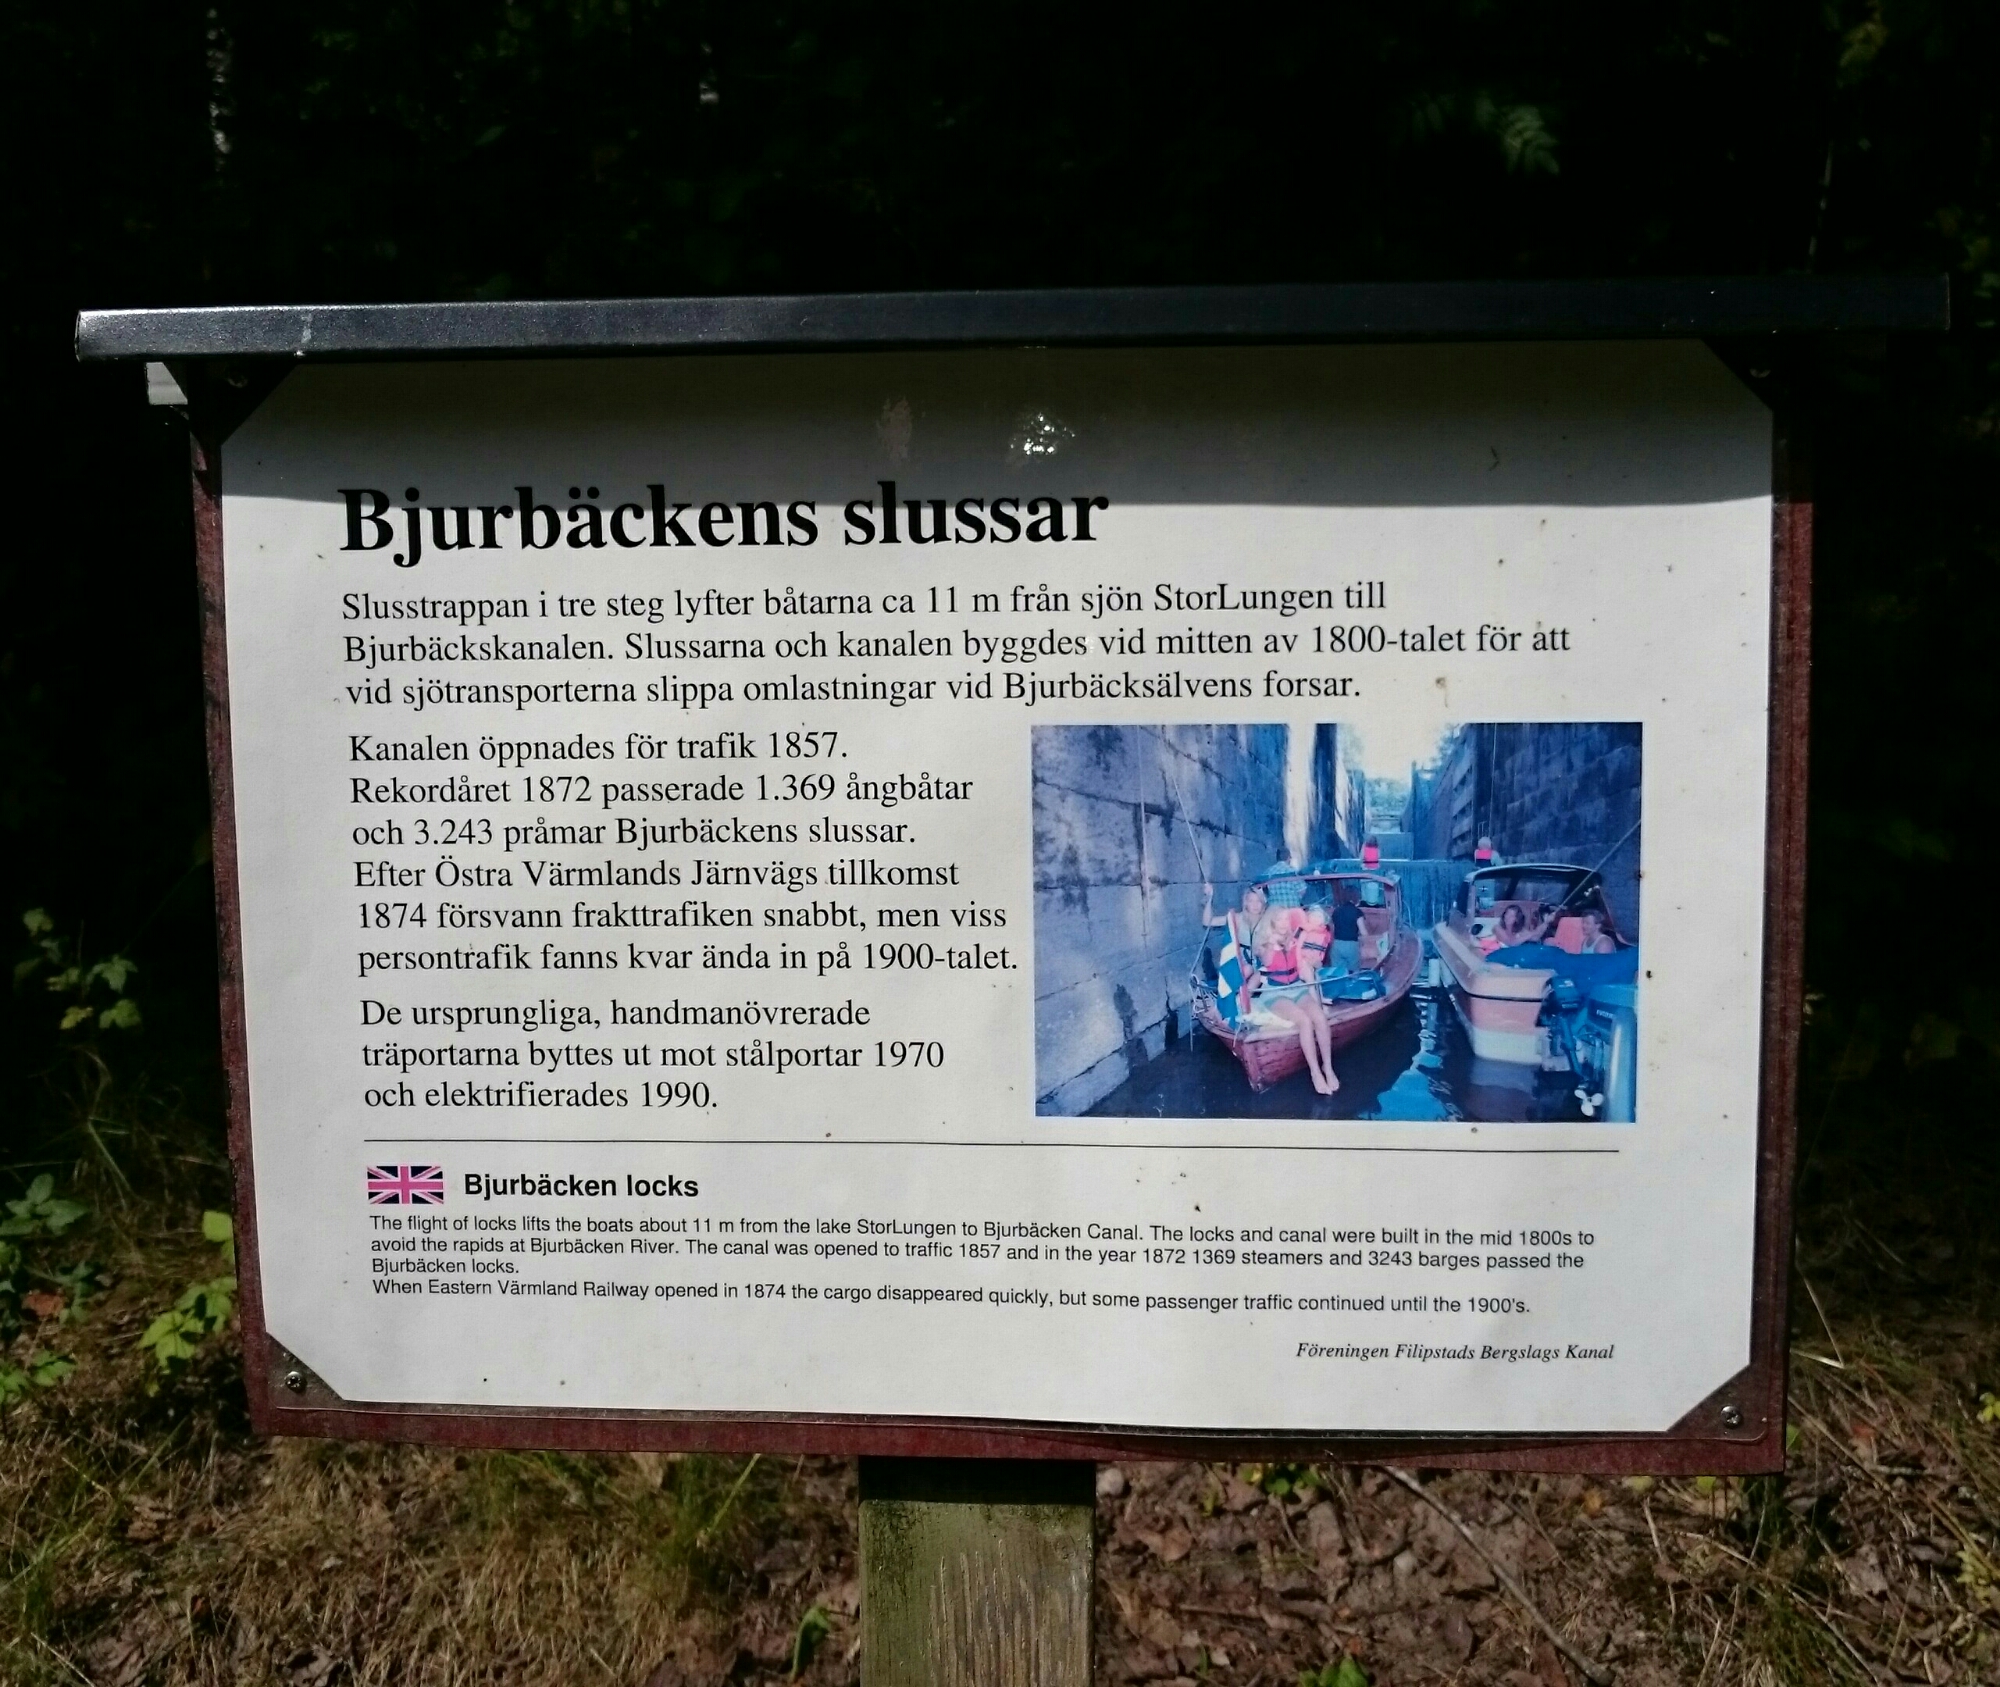 Bjurbäckens slussar
Slusstrappan i tre steg lyfter båtarna ca 11 m från sjön StorLungen till
Bjurbäckskanalen. Slussarna och kanalen byggdes vid mitten av 1800-talet för att
vid sjötransporterna slippa omlastningar vid Bjurbäcksälvens forsar.
Kanalen öppnades för trafik 1857.
Rekordåret 1872 passerade 1.369 ångbåtar
och 3.243 pråmar Bjurbäckens slussar.
Efter Östra Värmlands Järnvägs tillkomst
1874 försvann frakttrafiken snabbt, men viss
persontrafik fanns kvar ända in på 1900-talet.
De ursprungliga, handmanövrerade
träportarna byttes ut mot stålportar 1970
och elektrifierades 1990.
Bjurbäcken locks
The flight of locks lifts the boats about 11 m from the lake StorLungen to Bjurbäcken Canal. The locks and canal were built in the mid 1800s to
avoid the rapids at Bjurbäcken River. The canal was opened to traffic 1857 and in the year 1872 1369 steamers and 3243 barges passed the
Bjurbäcken locks.
When Eastern Värmland Railway opened in 1874 the cargo disappeared quickly, but some passenger traffic continued until the 1900's.
Föreningen Filipstads Bergslags Kanal